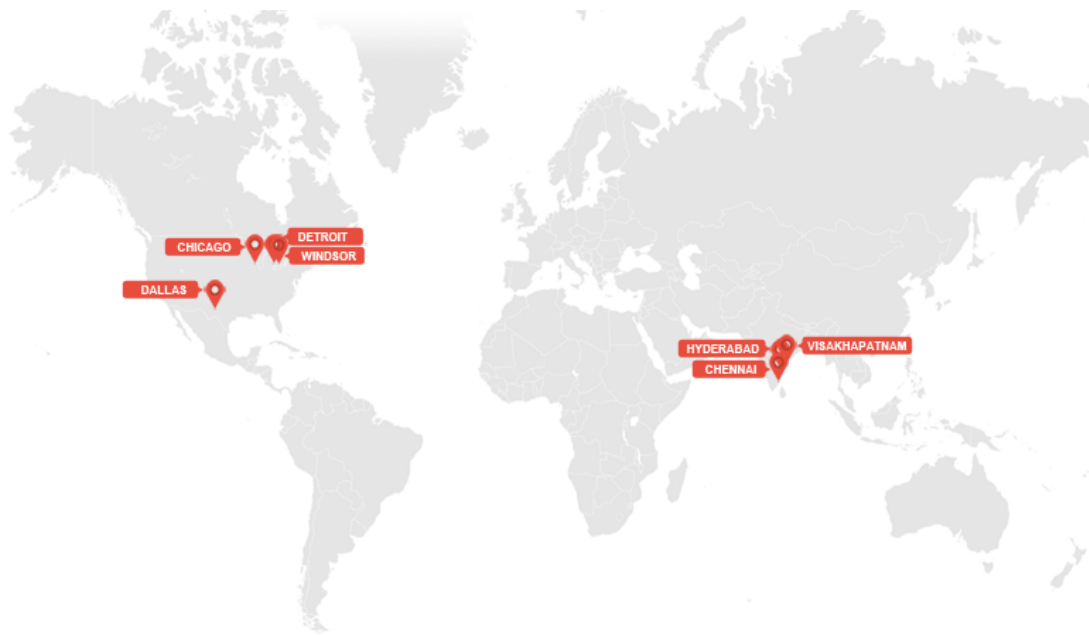 DETROIT
CHICAGO
WINDSOR
DALLAS
HYDERABAD
VISAKHAPATNAM
CHENNAI